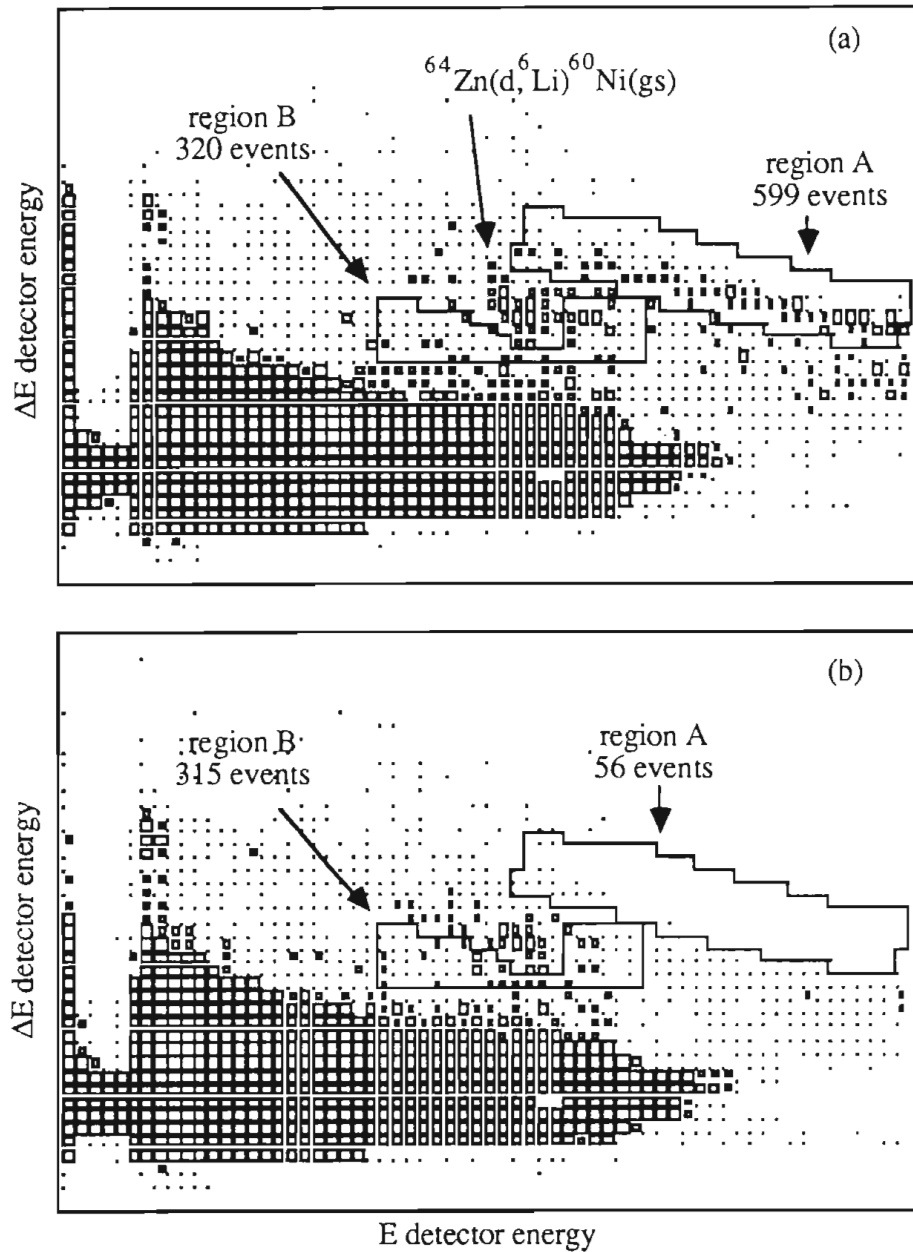 (a)
⁶⁴Zn(d,⁶Li)⁶⁰Ni(gs)
region B
320 events
region A
599 events
ΔE detector energy
(b)
region B
315 events
region A
56 events
ΔE detector energy
E detector energy